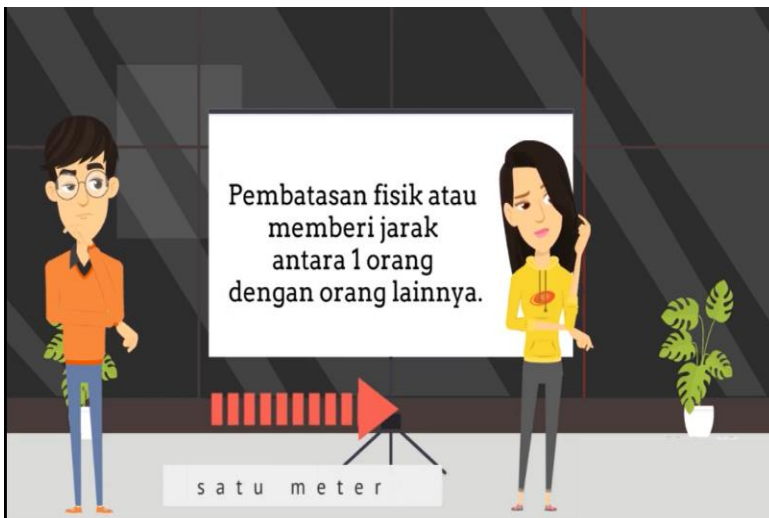 Pembatasan fisik atau
memberi jarak
antara 1 orang
dengan orang lainnya.
satu meter